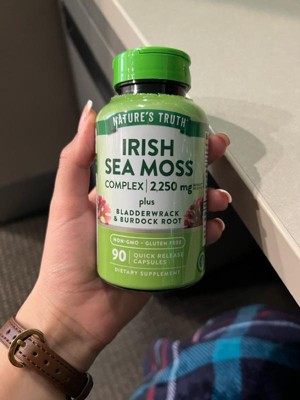 NATURE'S TRUTH
IRISH
SEA MOSS
COMPLEX | 2,250 mg
plus
BLADDERWRACK
& BURDOCK ROOT
NON-GMO • GLUTEN FREE
90 QUICK RELEASE
CAPSULES
DIETARY SUPPLEMENT